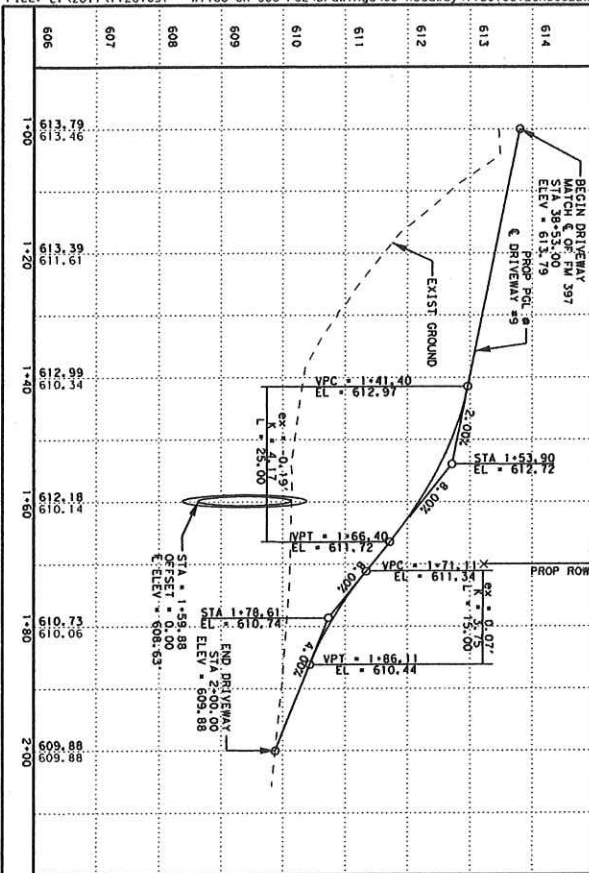 606
607
608
609
610
611
612
613
614
BEGIN DRIVEWAY
MATCH ℄ OF FM 397
STA 38+53.00
ELEV = 613.79
PROP PGL @
℄ DRIVEWAY #9
EXIST GROUND
VPC = 1+41.40
EL = 612.97
2.00%
STA 1+53.90
EL = 612.72
8.00%
ex = -0.19'
K = 4.17
L = 25.00
VPT = 1+66.40
EL = 611.72
8.00%
VPC = 1+71.11
EL = 611.34
PROP ROW
ex = 0.07'
K = 3.75
L = 15.00
STA 1+78.61
EL = 610.74
4.00%
VPT = 1+86.11
EL = 610.44
STA = 1+59.88
OFFSET = 0.00
℄ ELEV = 608.63'
END DRIVEWAY
STA 2+00.00
ELEV = 609.88
613.79
613.46
1+00
613.39
611.61
1+20
612.99
610.34
1+40
612.18
610.14
1+60
610.73
610.06
1+80
609.88
609.88
2+00